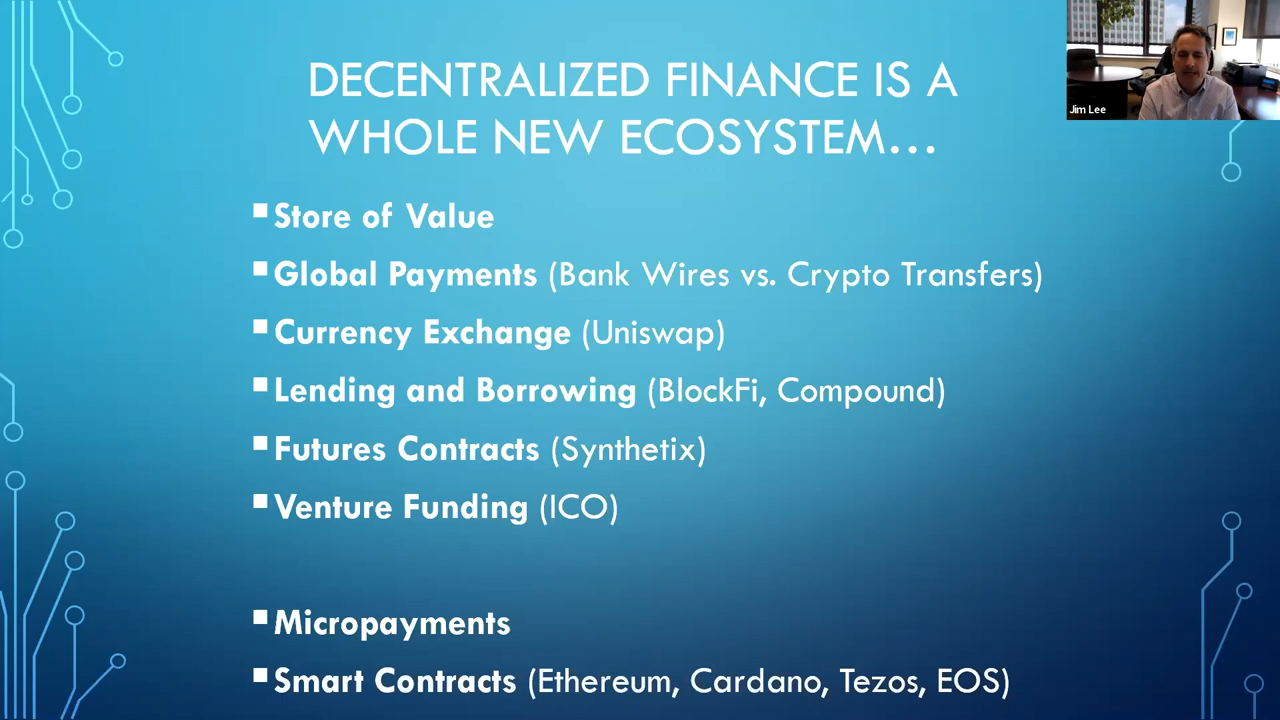 DECENTRALIZED FINANCE IS A
WHOLE NEW ECOSYSTEM...
Jim Lee
▪Store of Value
▪Global Payments (Bank Wires vs. Crypto Transfers)
▪Currency Exchange (Uniswap)
▪Lending and Borrowing (BlockFi, Compound)
▪Futures Contracts (Synthetix)
▪Venture Funding (ICO)
▪Micropayments
▪Smart Contracts (Ethereum, Cardano, Tezos, EOS)